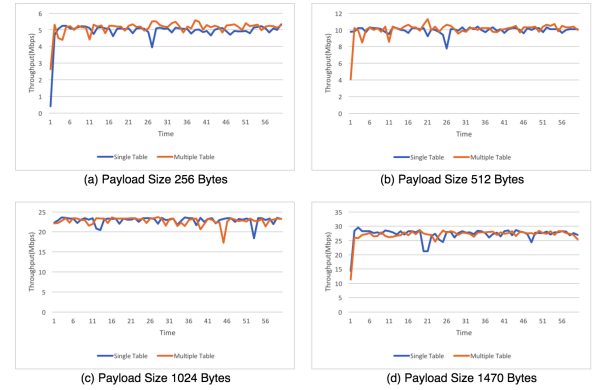 Throughput(Mbps)
6
5
4
3
2
1
0
1 6 11 16 21 26 31 36 41 46 51 56
Time
Single Table Multiple Table
(a) Payload Size 256 Bytes
Throughput(Mbps)
12
10
8
6
4
2
0
1 6 11 16 21 26 31 36 41 46 51 56
Time
Single Table Multiple Table
(b) Payload Size 512 Bytes
Throughput(Mbps)
25
20
15
10
5
0
1 6 11 16 21 26 31 36 41 46 51 56
Time
Single Table Multiple Table
(c) Payload Size 1024 Bytes
Throughput(Mbps)
35
30
25
20
15
10
5
0
1 6 11 16 21 26 31 36 41 46 51 56
Time
Single Table Multiple Table
(d) Payload Size 1470 Bytes